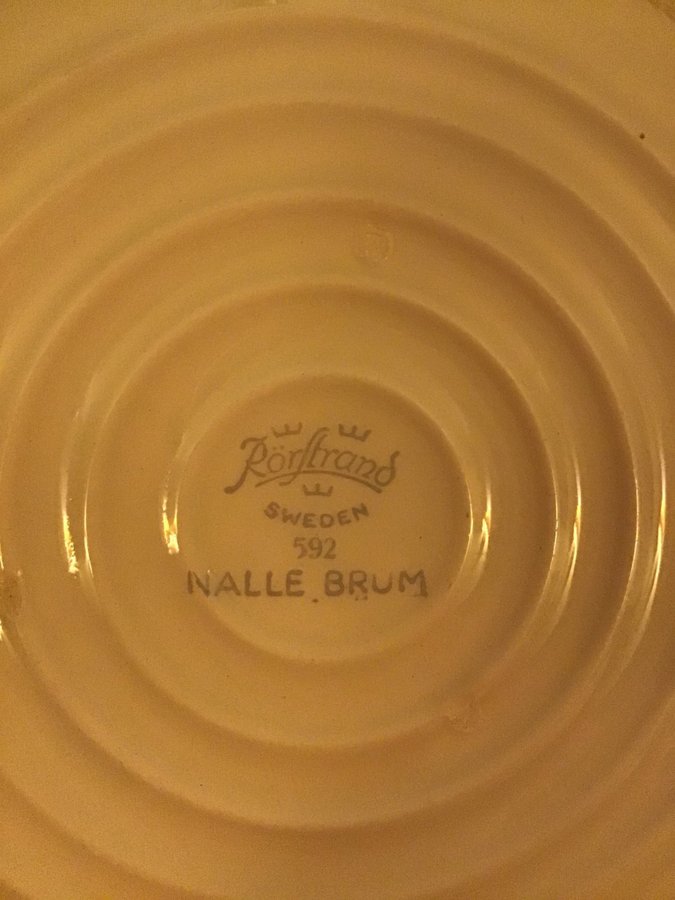 Rörstrand
SWEDEN
592
NALLE BRUM